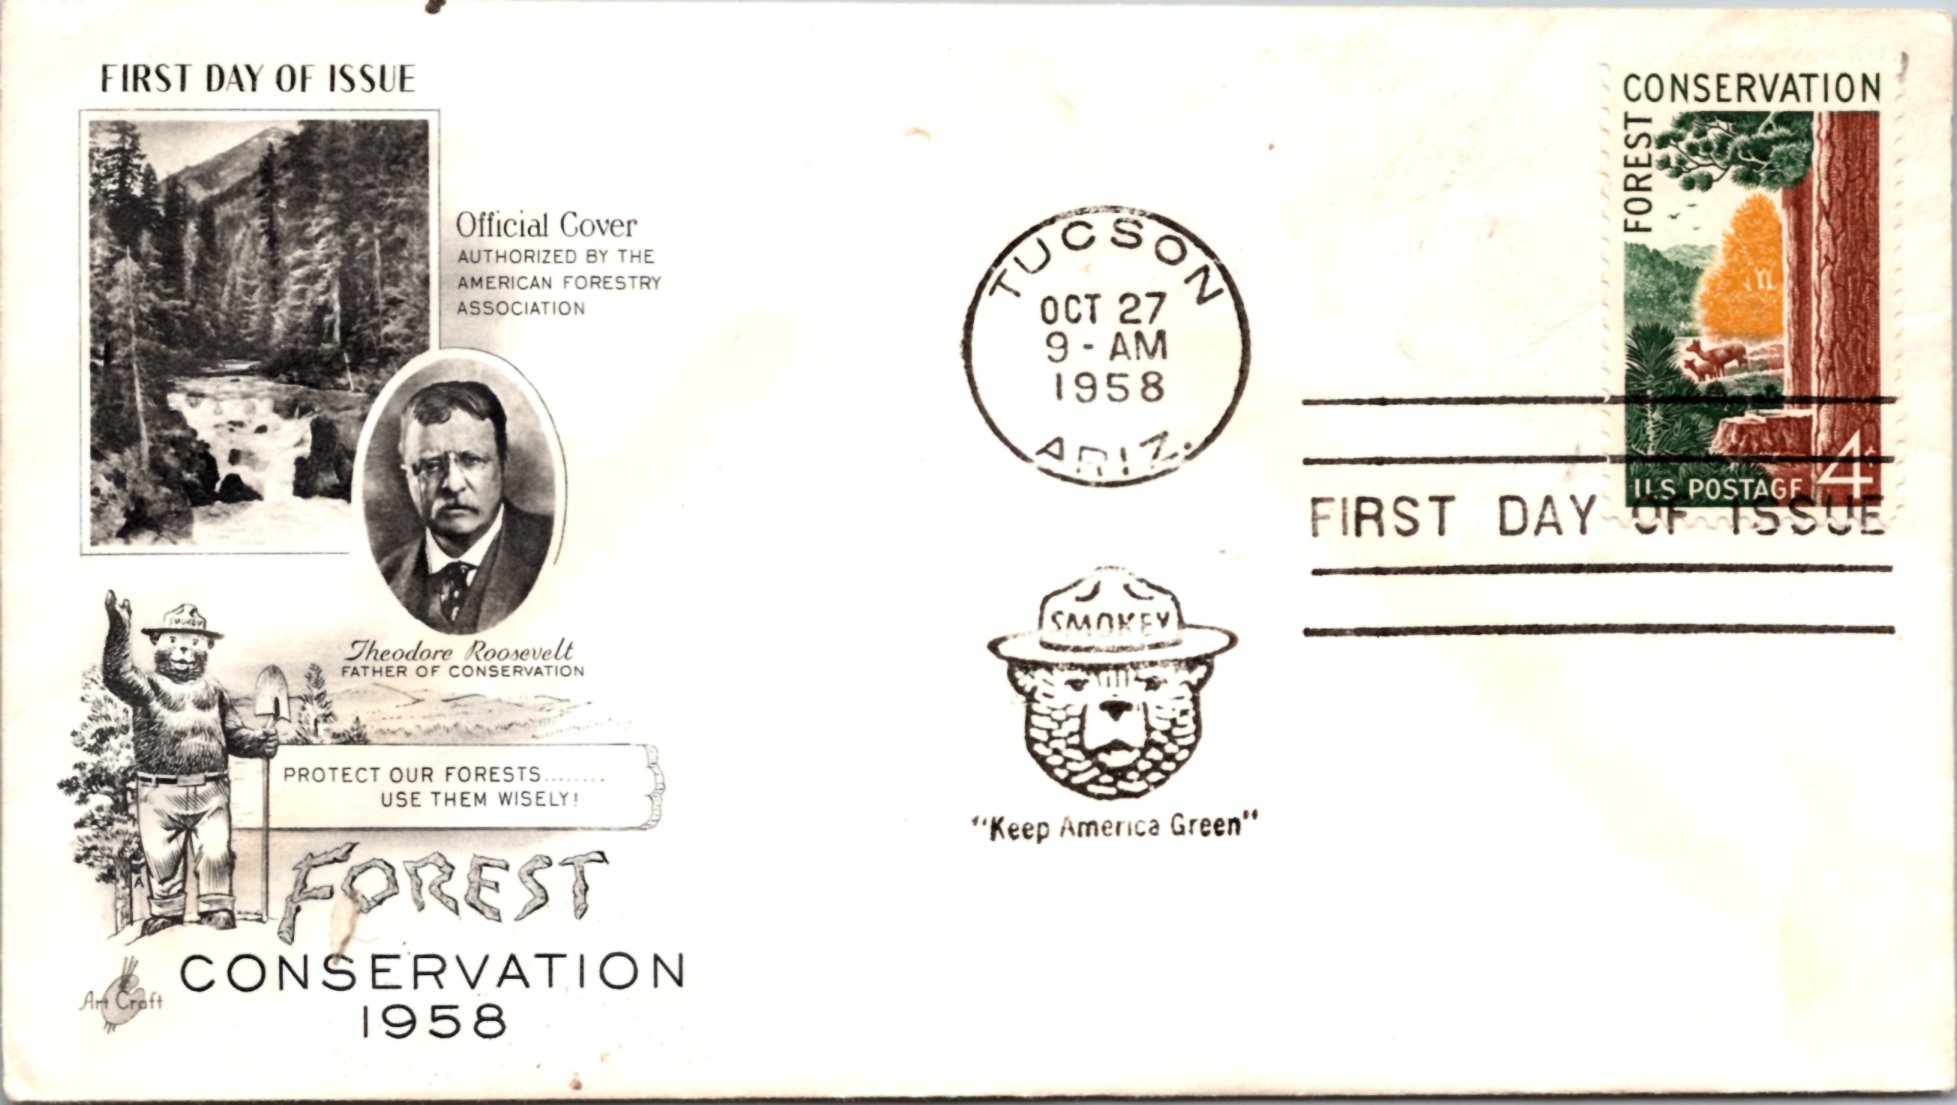 FIRST DAY OF ISSUE
Official Cover
AUTHORIZED BY THE
AMERICAN FORESTRY
ASSOCIATION
Theodore Roosevelt
FATHER OF CONSERVATION
SMOKEY
PROTECT OUR FORESTS........
USE THEM WISELY!
FOREST
CONSERVATION
1958
Art Craft
TUCSON
OCT 27
9-AM
1958
ARIZ.
SMOKEY
"Keep America Green"
FOREST
CONSERVATION
U.S. POSTAGE
4¢
FIRST DAY OF ISSUE